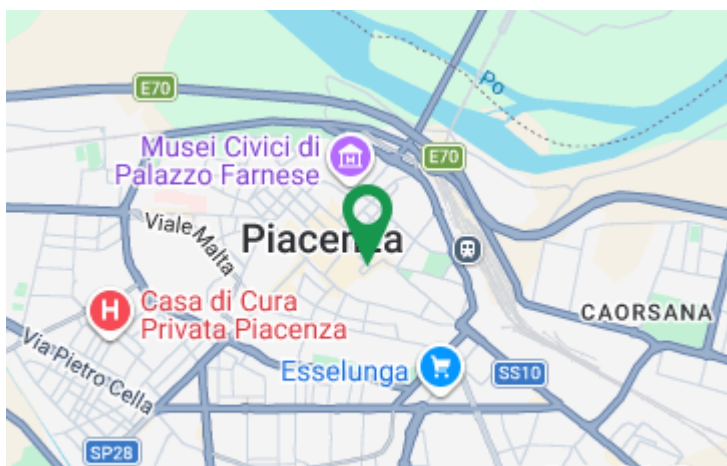 Po
E70
Musei Civici di
Palazzo Farnese
E70
Viale Malta
Piacenza
H
Casa di Cura
Privata Piacenza
CAORSANA
Via Pietro Cella
Esselunga
SS10
SP28